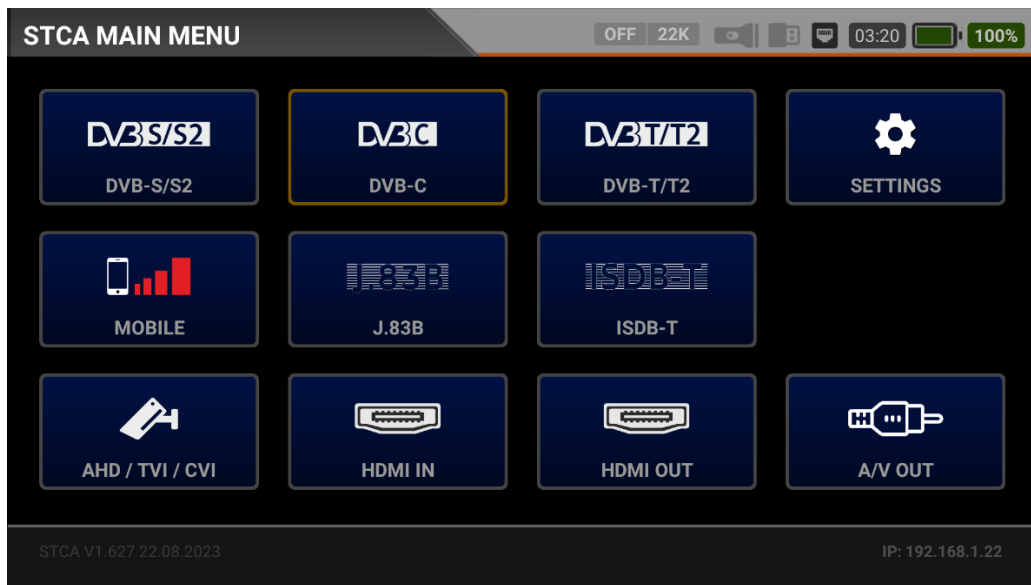 STCA MAIN MENU
OFF 22K 03:20 100%
DVB S/S2 DVB C DVB T/T2
DVB-S/S2 DVB-C DVB-T/T2 SETTINGS
J.83B ISDB-T
MOBILE J.83B ISDB-T
AHD / TVI / CVI HDMI IN HDMI OUT A/V OUT
STCA V1.627 22.08.2023 IP: 192.168.1.22